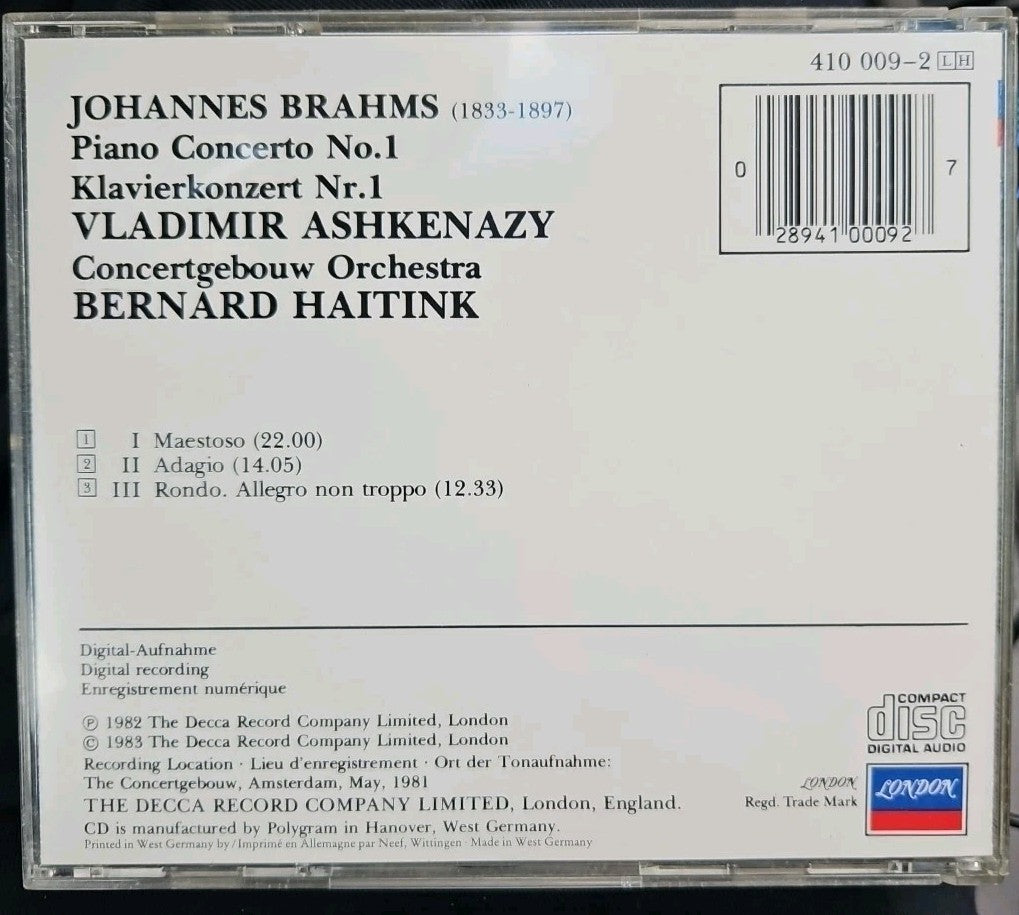 410 009-2 LH
JOHANNES BRAHMS (1833-1897)
Piano Concerto No.1
Klavierkonzert Nr.1
VLADIMIR ASHKENAZY
Concertgebouw Orchestra
BERNARD HAITINK
0 28941 00092 7
1 I Maestoso (22.00)
2 II Adagio (14.05)
3 III Rondo. Allegro non troppo (12.33)
Digital-Aufnahme
Digital recording
Enregistrement numérique
℗ 1982 The Decca Record Company Limited, London
© 1983 The Decca Record Company Limited, London
Recording Location · Lieu d'enregistrement · Ort der Tonaufnahme:
The Concertgebouw, Amsterdam, May, 1981
THE DECCA RECORD COMPANY LIMITED, London, England.
CD is manufactured by Polygram in Hanover, West Germany.
Printed in West Germany by/Imprimé en Allemagne par Neef, Wittingen · Made in West Germany
COMPACT
disc
DIGITAL AUDIO
LONDON
Regd. Trade Mark
LONDON